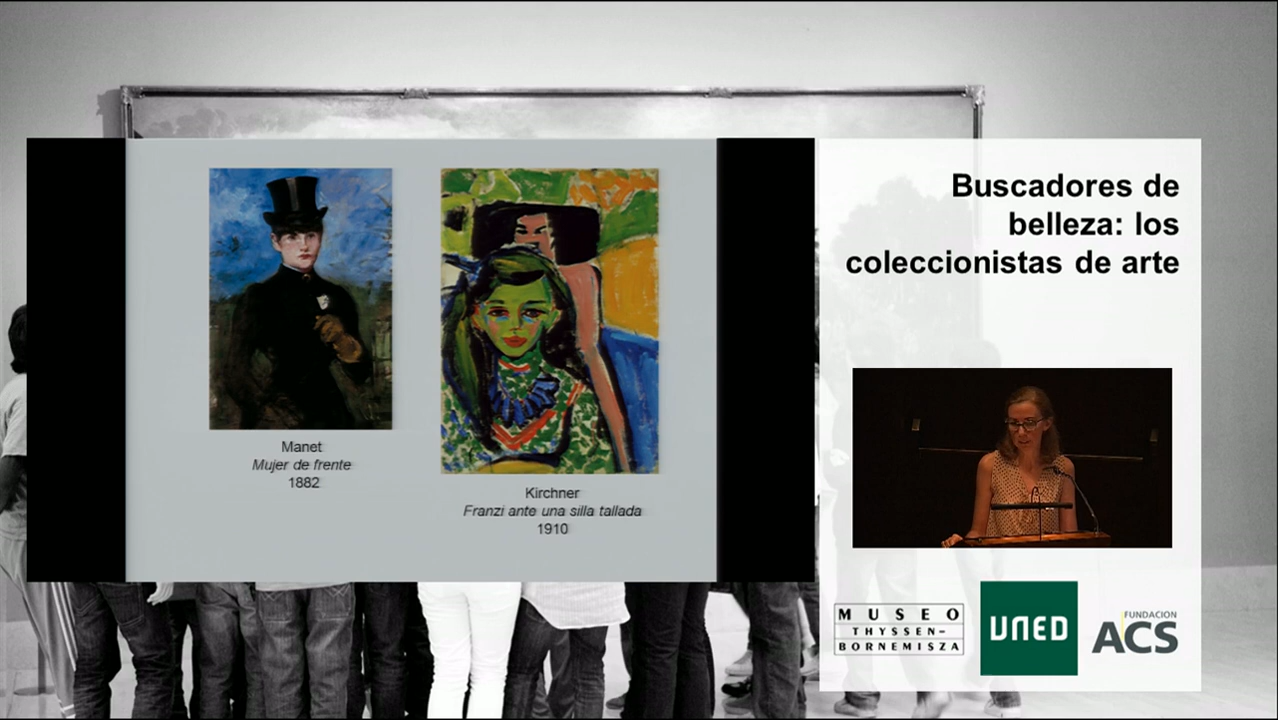 Buscadores de
belleza: los
coleccionistas de arte
Manet
Mujer de frente
1882
Kirchner
Franzi ante una silla tallada
1910
MUSEO
THYSSEN-
BORNEMISZA
UNED
FUNDACION
ACS